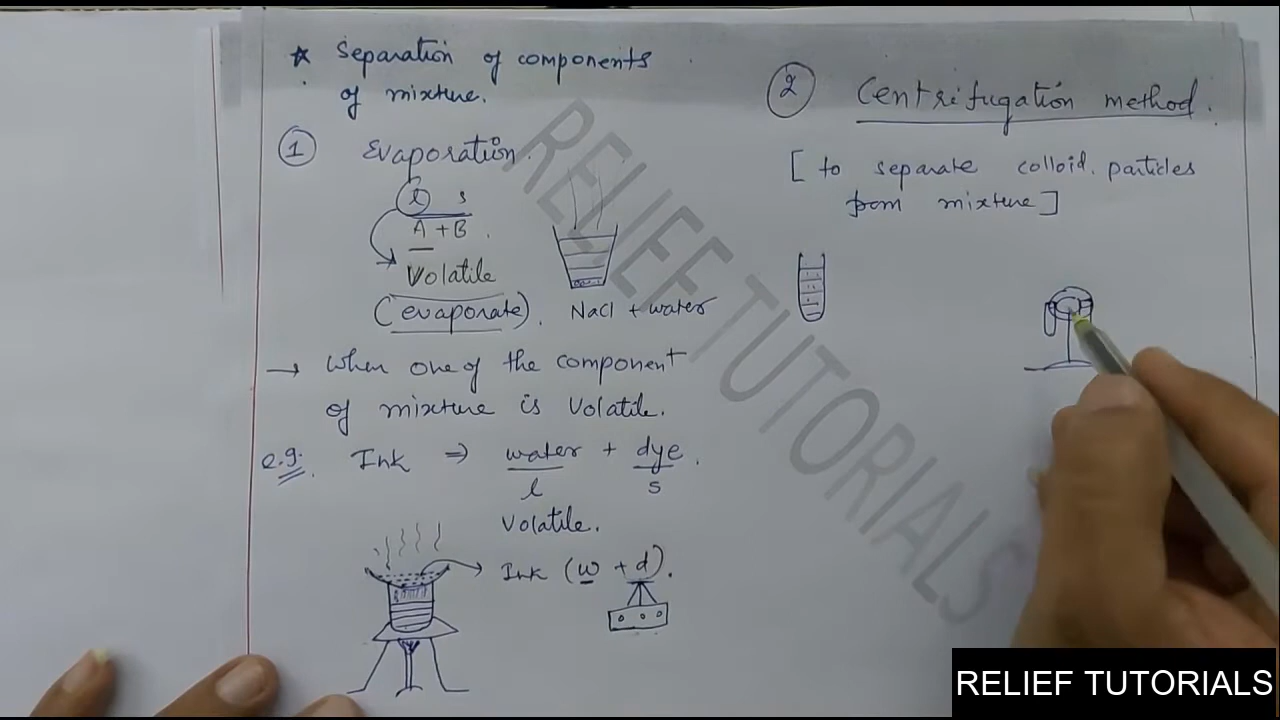 ☆ Separation of components
of mixture.
① Evaporation.
l s
A + B.
Volatile
(evaporate).
NaCl + water
→ When one of the component
of mixture is Volatile.
e.g. Ink ⇒ water + dye.
l s
Volatile.
Ink (w + d).
② Centrifugation method.
[ to separate colloid particles
from mixture ]
RELIEF TUTORIALS
RELIEF TUTORIALS